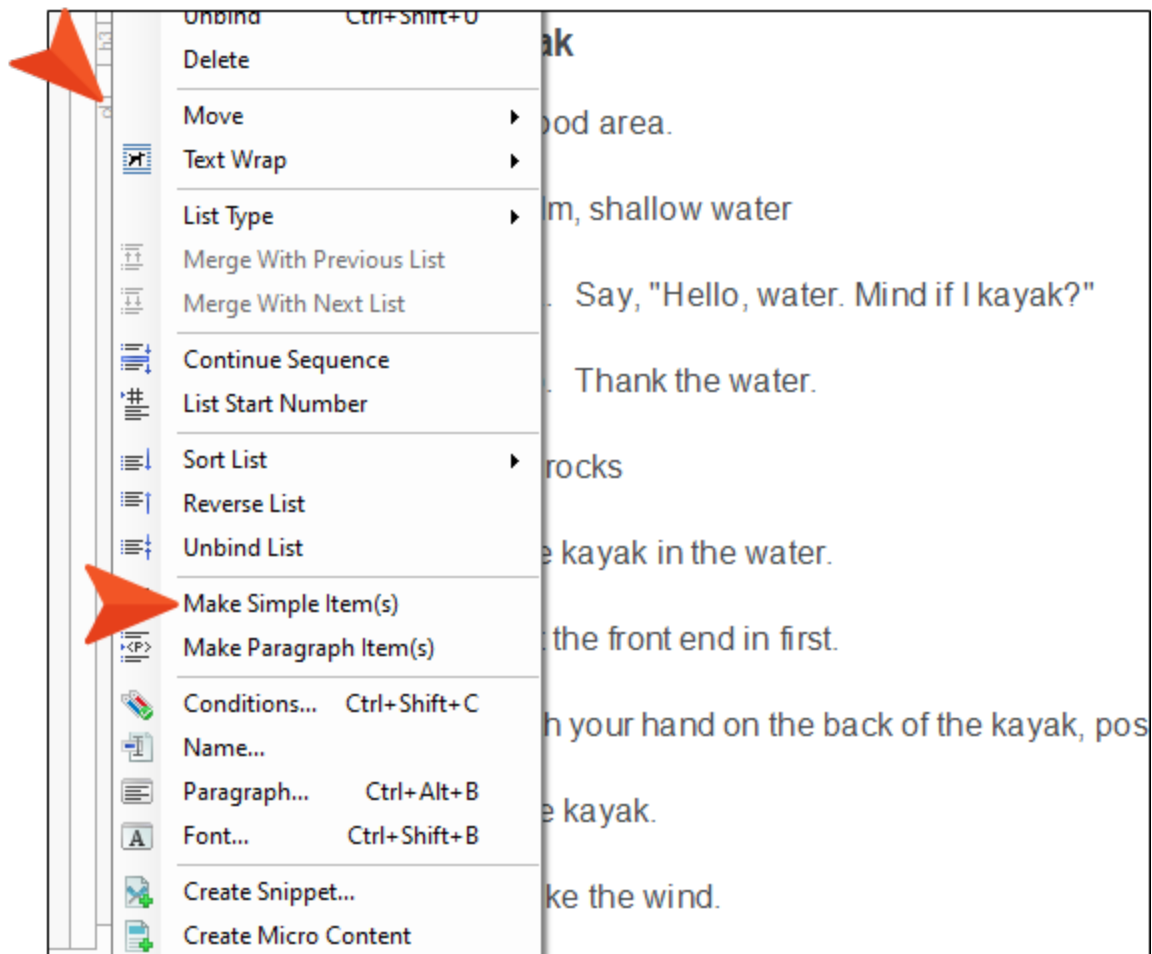 Unbind Ctrl+Shift+U
Delete
Move
Text Wrap
List Type
Merge With Previous List
Merge With Next List
Continue Sequence
List Start Number
Sort List
Reverse List
Unbind List
Make Simple Item(s)
Make Paragraph Item(s)
Conditions... Ctrl+Shift+C
Name...
Paragraph... Ctrl+Alt+B
Font... Ctrl+Shift+B
Create Snippet...
Create Micro Content
h3
area.
shallow water
Say, "Hello, water. Mind if I kayak?"
Thank the water.
rocks
kayak in the water.
the front end in first.
your hand on the back of the kayak, pos
kayak.
the wind.